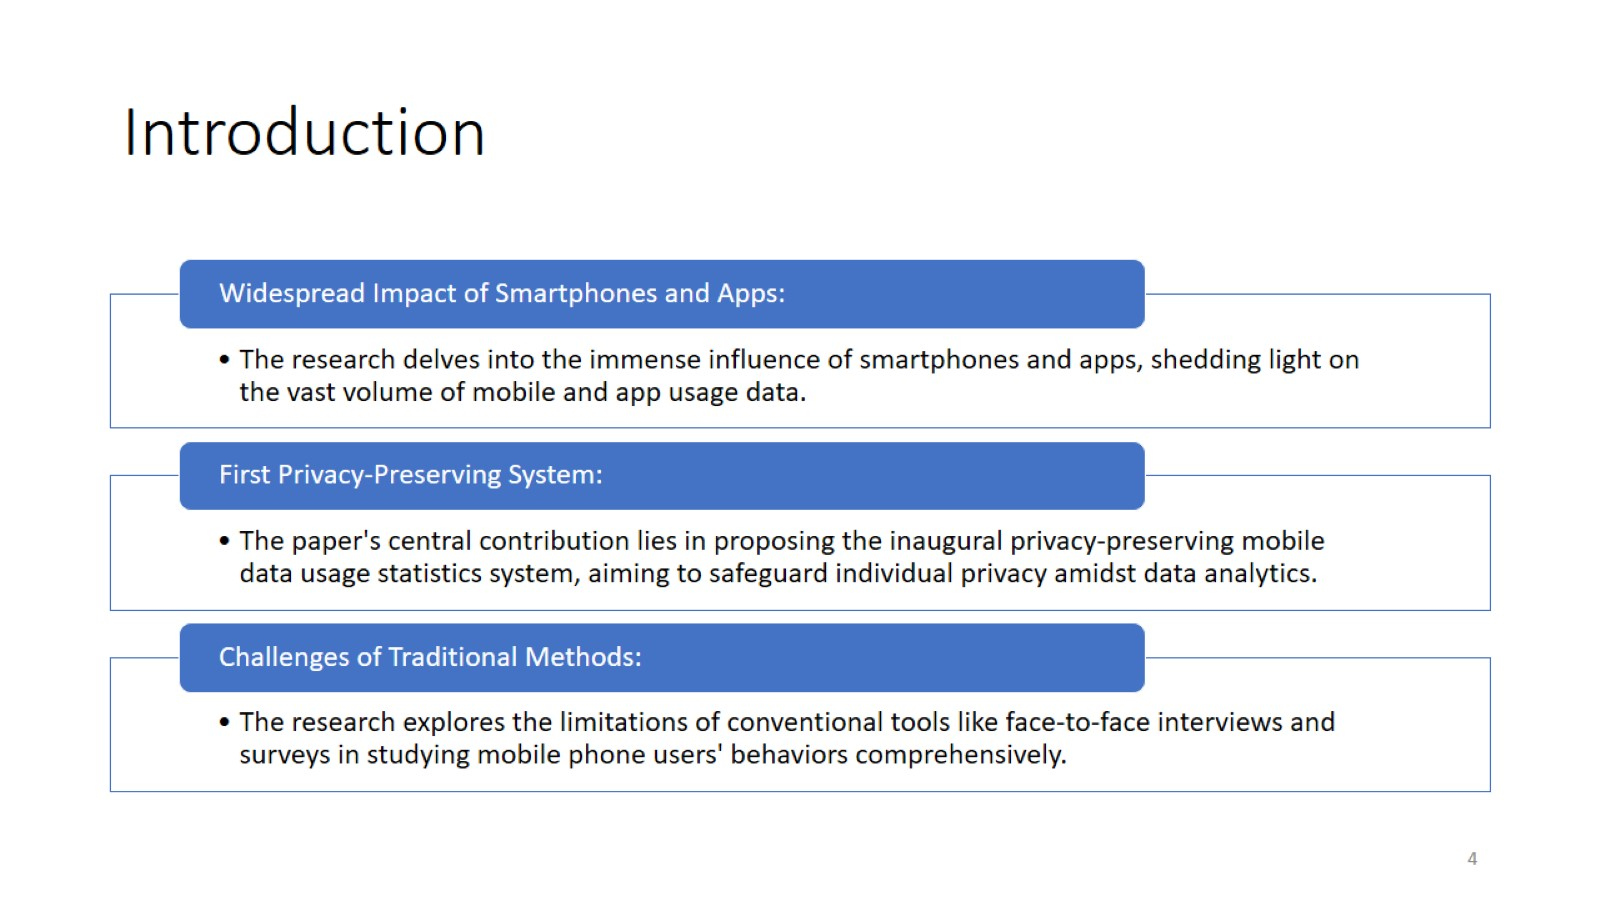 Introduction
Widespread Impact of Smartphones and Apps:
• The research delves into the immense influence of smartphones and apps, shedding light on
the vast volume of mobile and app usage data.
First Privacy-Preserving System:
• The paper's central contribution lies in proposing the inaugural privacy-preserving mobile
data usage statistics system, aiming to safeguard individual privacy amidst data analytics.
Challenges of Traditional Methods:
• The research explores the limitations of conventional tools like face-to-face interviews and
surveys in studying mobile phone users' behaviors comprehensively.
4